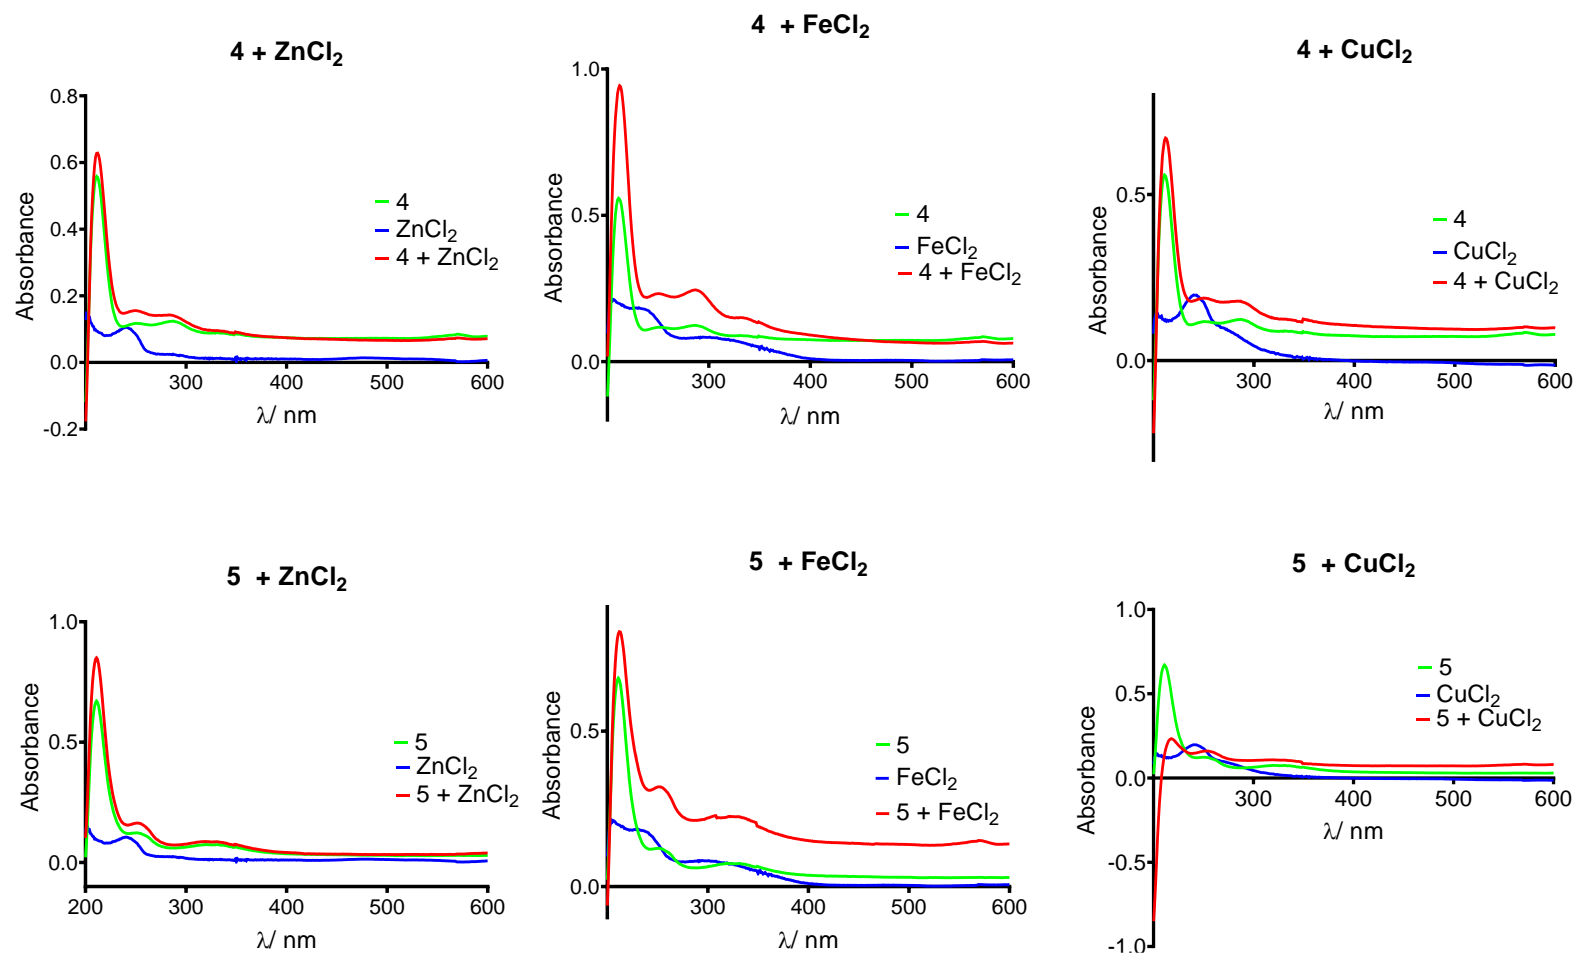 4 + ZnCl₂
0.8
0.6
0.4
0.2
0.0
-0.2
Absorbance
300
400
500
600
λ/ nm
4
ZnCl₂
4 + ZnCl₂
4 + FeCl₂
1.0
0.5
0.0
Absorbance
300
400
500
600
λ/ nm
4
FeCl₂
4 + FeCl₂
4 + CuCl₂
0.5
0.0
Absorbance
300
400
500
600
λ/ nm
4
CuCl₂
4 + CuCl₂
5 + ZnCl₂
1.0
0.5
0.0
Absorbance
200
300
400
500
600
λ/ nm
5
ZnCl₂
5 + ZnCl₂
5 + FeCl₂
0.5
0.0
Absorbance
300
400
500
600
λ/ nm
5
FeCl₂
5 + FeCl₂
5 + CuCl₂
1.0
0.5
0.0
-0.5
-1.0
Absorbance
300
400
500
600
λ/ nm
5
CuCl₂
5 + CuCl₂